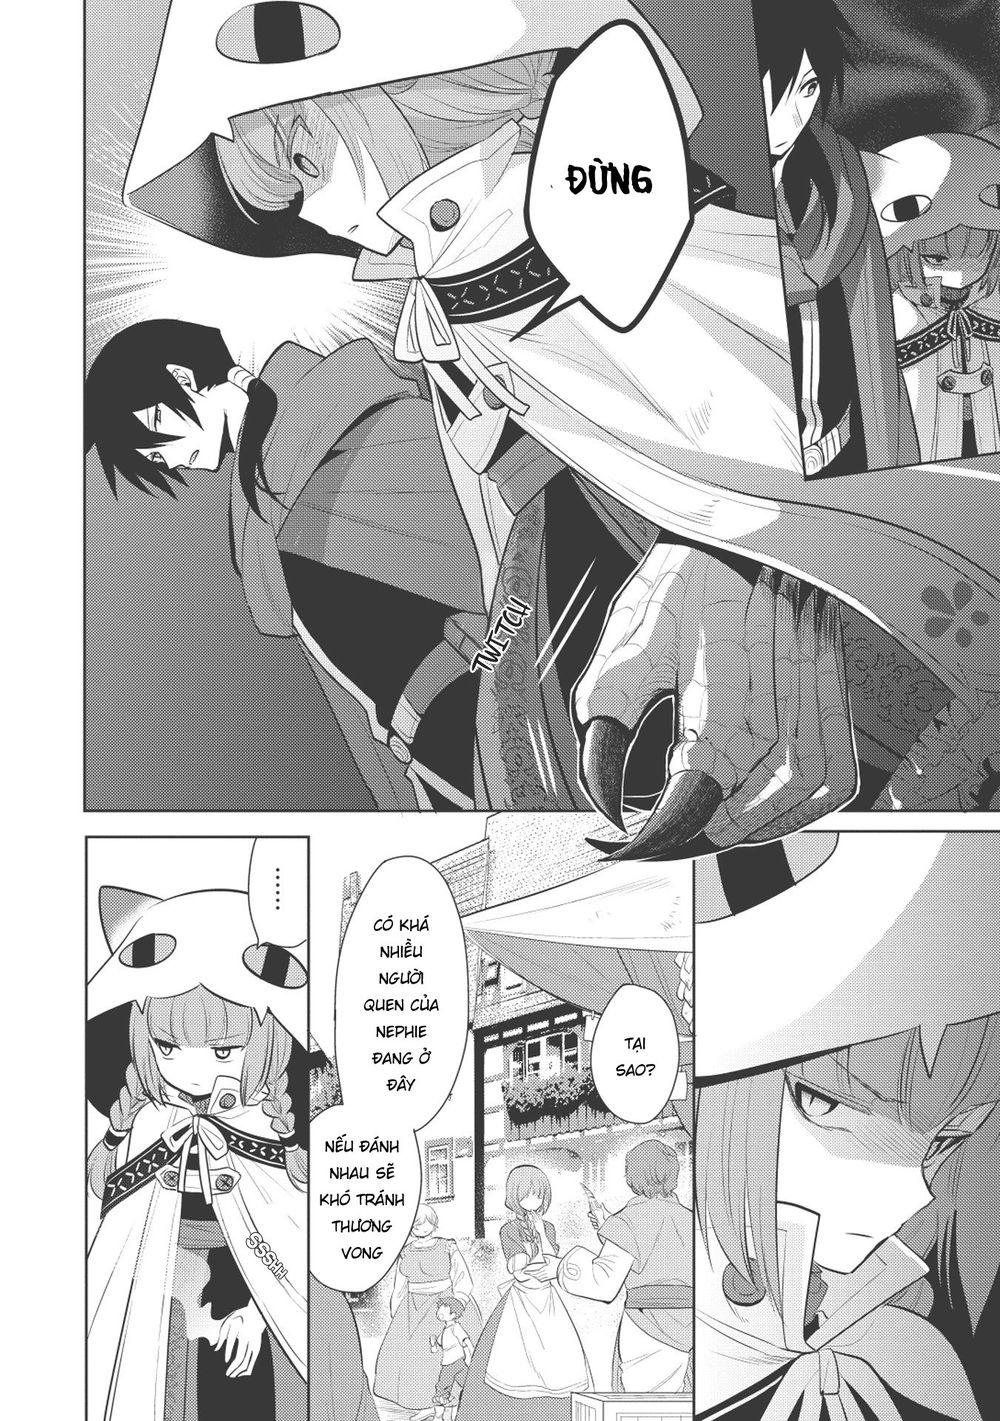 ĐỪNG
TWITCH
TẠI
SAO?
CÓ KHÁ
NHIỀU
NGƯỜI
QUEN CỦA
NEPHIE
ĐANG Ở
ĐÂY
NẾU ĐÁNH
NHAU SẼ
KHÓ TRÁNH
THƯƠNG
VONG
......
SSSHH